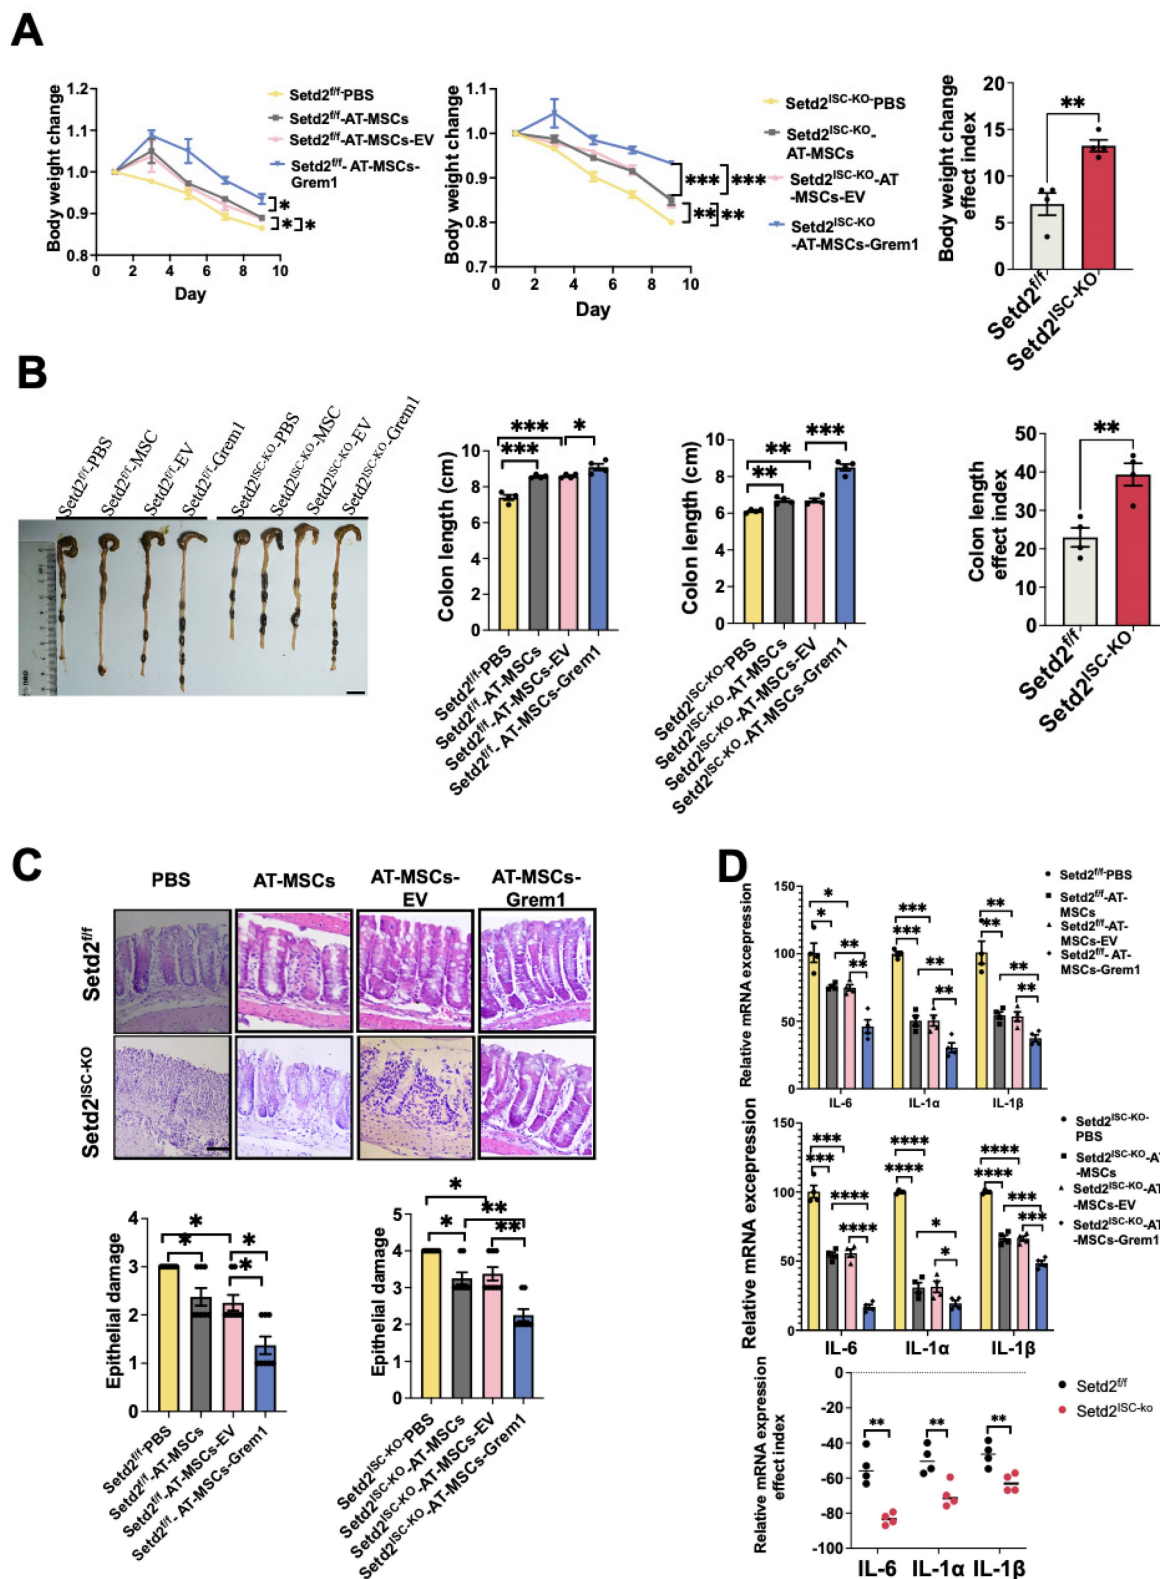 A
Body weight change
1.2
1.1
1.0
0.9
0.8
0 2 4 6 8 10
Day
Setd2f/f-PBS
Setd2f/f-AT-MSCs
Setd2f/f-AT-MSCs-EV
Setd2f/f- AT-MSCs-
Grem1
*
* *
Body weight change
1.1
1.0
0.9
0.8
0.7
0 2 4 6 8 10
Day
Setd2ISC-KO-PBS
Setd2ISC-KO-
AT-MSCs
Setd2ISC-KO-AT
-MSCs-EV
Setd2ISC-KO
-AT-MSCs-Grem1
*** ***
** **
Body weight change
effect index
20
15
10
5
0
**
Setd2f/f
Setd2ISC-KO
B
Setd2f/f-PBS
Setd2f/f-MSC
Setd2f/f-EV
Setd2f/f-Grem1
Setd2ISC-KO-PBS
Setd2ISC-KO-MSC
Setd2ISC-KO-EV
Setd2ISC-KO-Grem1
Colon length (cm)
10
8
6
4
2
0
*** *
***
Setd2f/f-PBS
Setd2f/f-AT-MSCs
Setd2f/f-AT-MSCs-EV
Setd2f/f- AT-MSCs-Grem1
Colon length (cm)
10
8
6
4
2
0
***
**
**
Setd2ISC-KO-PBS
Setd2ISC-KO-AT-MSCs
Setd2ISC-KO-AT-MSCs-EV
Setd2ISC-KO-AT-MSCs-Grem1
Colon length
effect index
50
40
30
20
10
0
**
Setd2f/f
Setd2ISC-KO
C
PBS
AT-MSCs
AT-MSCs-
EV
AT-MSCs-
Grem1
Setd2f/f
Setd2ISC-KO
Epithelial damage
4
3
2
1
0
*
* *
*
Setd2f/f-PBS
Setd2f/f-AT-MSCs
Setd2f/f-AT-MSCs-EV
Setd2f/f- AT-MSCs-Grem1
Epithelial damage
5
4
3
2
1
0
*
**
* **
Setd2ISC-KO-PBS
Setd2ISC-KO-AT-MSCs
Setd2ISC-KO-AT-MSCs-EV
Setd2ISC-KO-AT-MSCs-Grem1
D
Relative mRNA excepression
150
100
50
0
* *** **
* *** **
** ** **
** ** **
IL-6 IL-1α IL-1β
Setd2f/f-PBS
Setd2f/f-AT-
MSCs
Setd2f/f-AT-
MSCs-EV
Setd2f/f- AT-
MSCs-Grem1
Relative mRNA excepression
150
100
50
0
*** **** ****
*** **** ****
**** * ***
**** * ***
IL-6 IL-1α IL-1β
Setd2ISC-KO-
PBS
Setd2ISC-KO-AT
-MSCs
Setd2ISC-KO-AT
-MSCs-EV
Setd2ISC-KO-AT
-MSCs-Grem1
Relative mRNA expression
effect index
0
-20
-40
-60
-80
-100
** ** **
IL-6 IL-1α IL-1β
Setd2f/f
Setd2ISC-ko